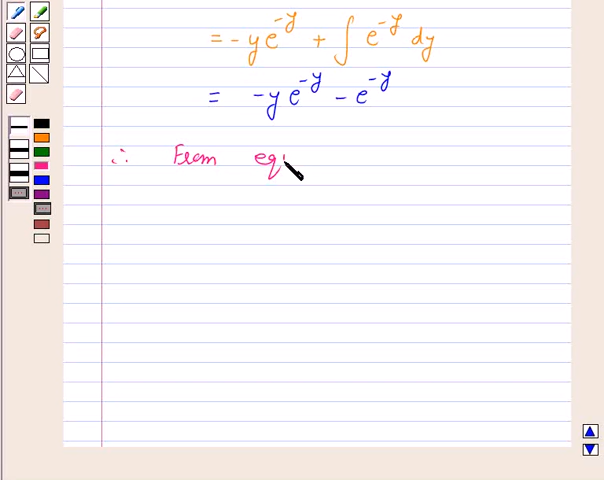 = -ye^{-y} + ∫ e^{-y} dy
= -ye^{-y} - e^{-y}
∴ From eq